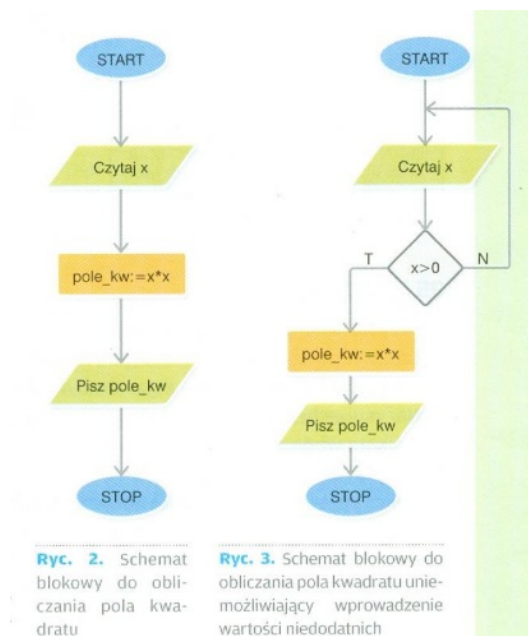 START
Czytaj x
pole_kw:=x*x
Pisz pole_kw
STOP
Ryc. 2. Schemat
blokowy do obli-
czania pola kwa-
dratu
START
Czytaj x
T
x>0
N
pole_kw:=x*x
Pisz pole_kw
STOP
Ryc. 3. Schemat blokowy do
obliczania pola kwadratu unie-
możliwiający wprowadzenie
wartości niedodatnich